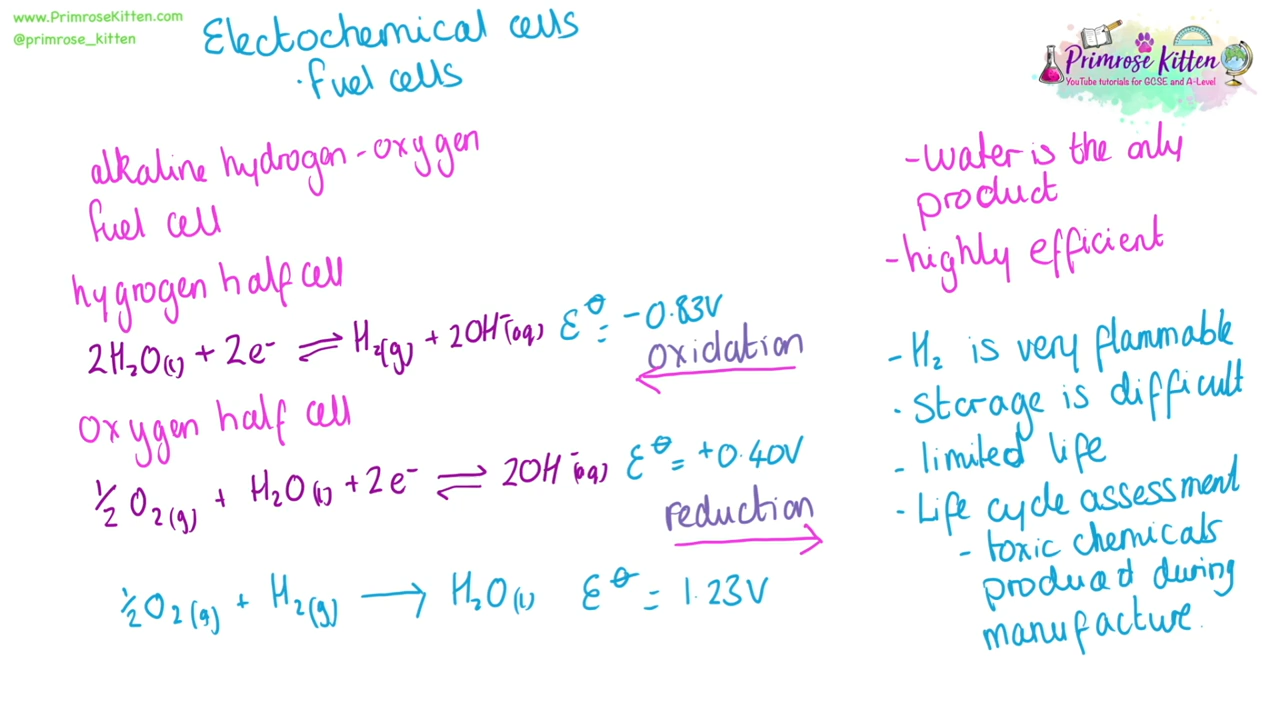 www.PrimroseKitten.com
@primrose_kitten
Electochemical cells
·fuel cells
Primrose Kitten
YouTube tutorials for GCSE and A-Level
alkaline hydrogen-oxygen
fuel cell
hygrogen half cell
2H₂O(l) + 2e⁻ ⇌ H₂(g) + 2OH⁻(aq) Ɛ⊖ = -0.83V
oxidation
oxygen half cell
½O₂(g) + H₂O(l) + 2e⁻ ⇌ 2OH⁻(aq) Ɛ⊖ = +0.40V
reduction
½O₂(g) + H₂(g) → H₂O(l) Ɛ⊖ = 1.23V
-water is the only
product
-highly efficient
-H₂ is very flammable
·storage is difficult
-limited life
·Life cycle assessment
-toxic chemicals
produced during
manufacture.